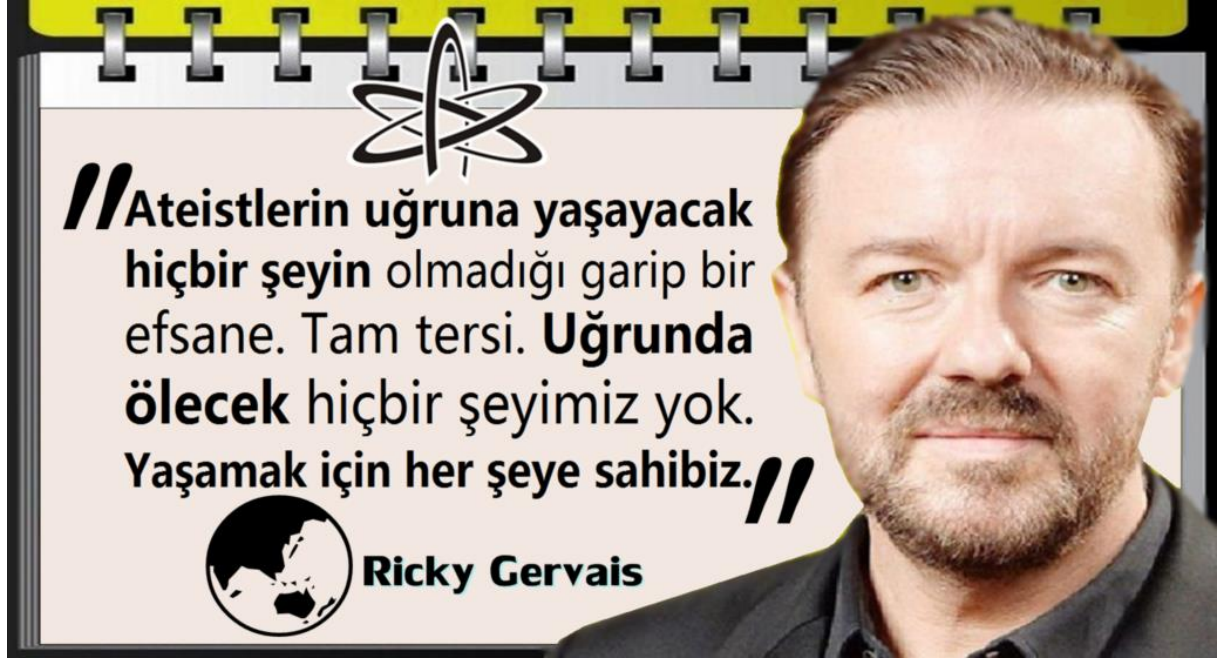 "Ateistlerin uğruna yaşayacak
hiçbir şeyin olmadığı garip bir
efsane. Tam tersi. Uğrunda
ölecek hiçbir şeyimiz yok.
Yaşamak için her şeye sahibiz."
Ricky Gervais